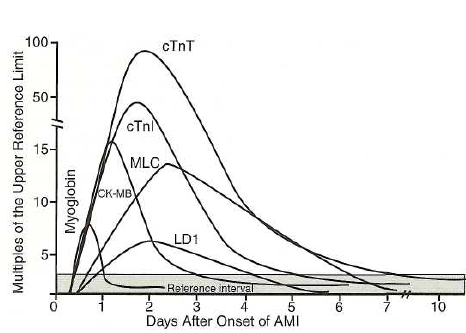 100
50
15
10
5
Multiples of the Upper Reference Limit
cTnT
cTnI
MLC
CK-MB
Myoglobin
LD1
Reference interval
0 1 2 3 4 5 6 7 10
Days After Onset of AMI